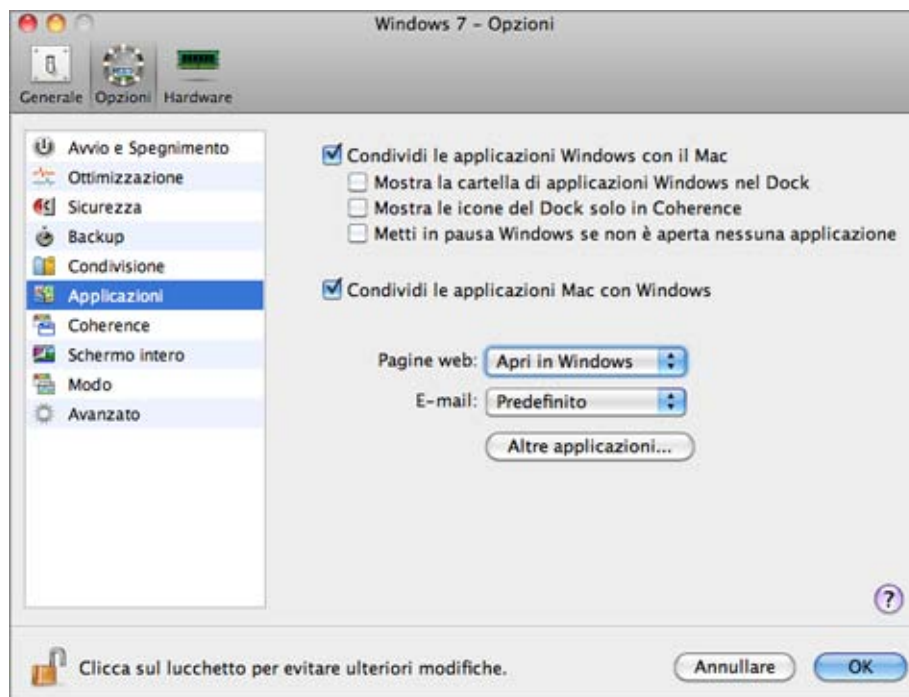 Windows 7 – Opzioni
Generale Opzioni Hardware
Avvio e Spegnimento
Ottimizzazione
Sicurezza
Backup
Condivisione
Applicazioni
Coherence
Schermo intero
Modo
Avanzato
Condividi le applicazioni Windows con il Mac
Mostra la cartella di applicazioni Windows nel Dock
Mostra le icone del Dock solo in Coherence
Metti in pausa Windows se non è aperta nessuna applicazione
Condividi le applicazioni Mac con Windows
Pagine web: Apri in Windows
E-mail: Predefinito
Altre applicazioni...
?
Clicca sul lucchetto per evitare ulteriori modifiche.
Annullare OK